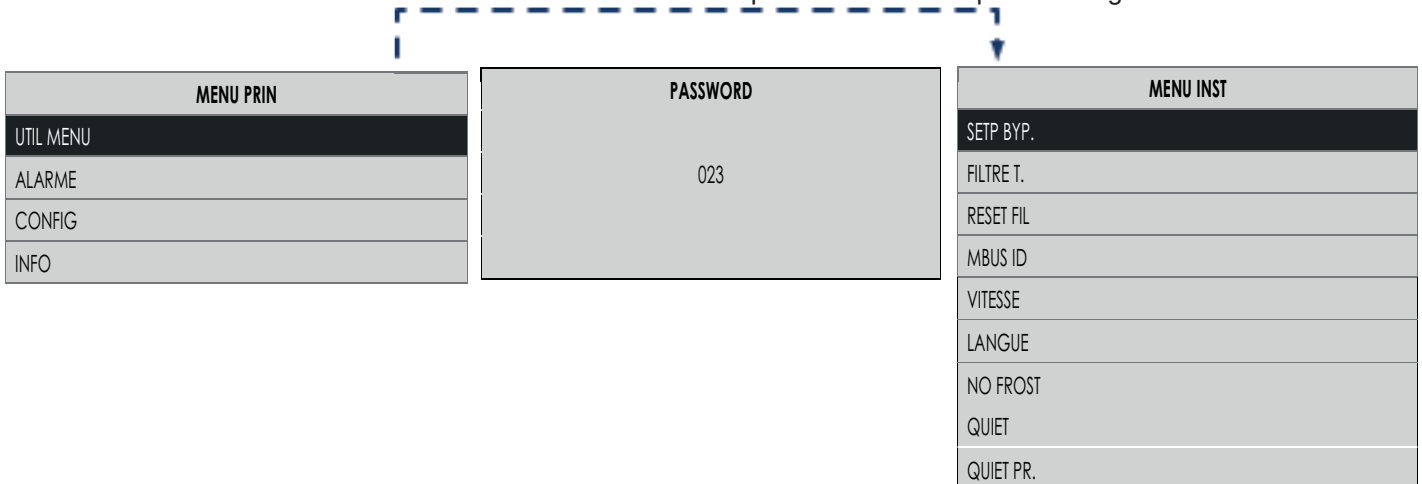 MENU PRIN
UTIL MENU
ALARME
CONFIG
INFO
PASSWORD
023
MENU INST
SETP BYP.
FILTRE T.
RESET FIL
MBUS ID
VITESSE
LANGUE
NO FROST
QUIET
QUIET PR.